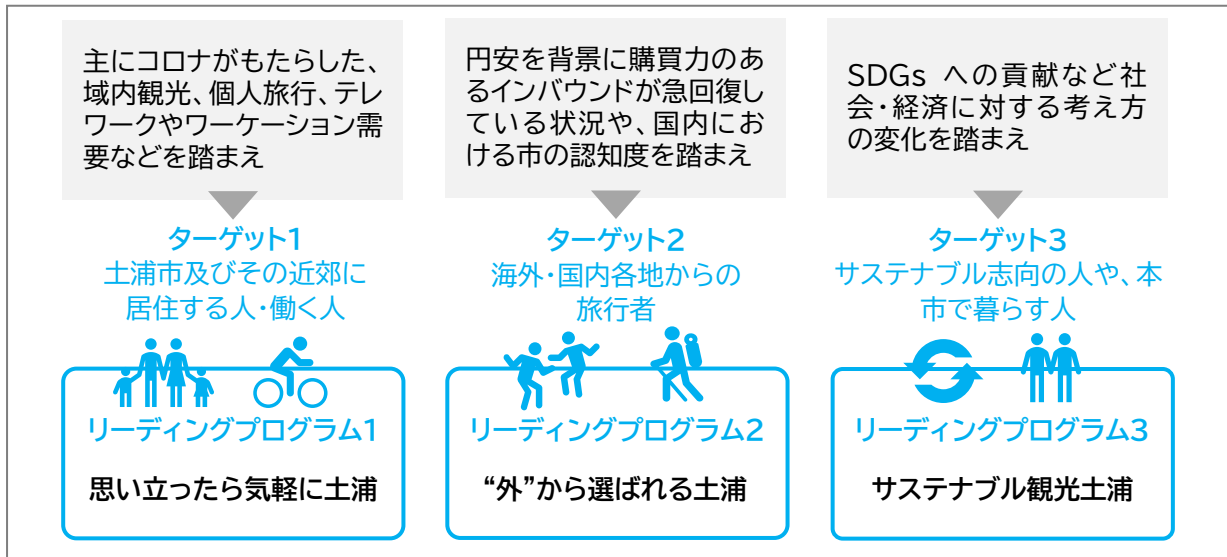 主にコロナがもたらした、
域内観光、個人旅行、テレ
ワークやワーケーション需
要などを踏まえ
ターゲット1
土浦市及びその近郊に
居住する人・働く人
リーディングプログラム1
思い立ったら気軽に土浦
円安を背景に購買力のあ
るインバウンドが急回復し
ている状況や、国内にお
ける市の認知度を踏まえ
ターゲット2
海外・国内各地からの
旅行者
リーディングプログラム2
“外”から選ばれる土浦
SDGs への貢献など社
会・経済に対する考え方
の変化を踏まえ
ターゲット3
サステナブル志向の人や、本
市で暮らす人
リーディングプログラム3
サステナブル観光土浦